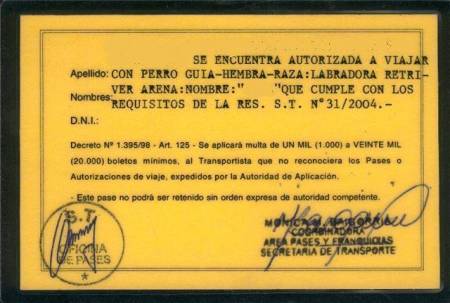 SE ENCUENTRA AUTORIZADA A VIAJAR
Apellido: CON PERRO GUIA-HEMBRA-RAZA:LABRADORA RETRI-
VER ARENA:NOMBRE:" "QUE CUMPLE CON LOS
Nombres: REQUISITOS DE LA RES. S.T. N°31/2004.-
D.N.I.:
Decreto Nº 1.395/98 - Art. 125 - Se aplicará multa de UN MIL (1.000) a VEINTE MIL
(20.000) boletos mínimos, al Transportista que no reconociera los Pases o
Autorizaciones de viaje, expedidos por la Autoridad de Aplicación.
- Este pase no podrá ser retenido sin orden expresa de autoridad competente.
S.T.
OFICINA
DE PASES
*
MONICA
COORDINADORA
AREA PASES Y FRANQUICIAS
SECRETARIA DE TRANSPORTE